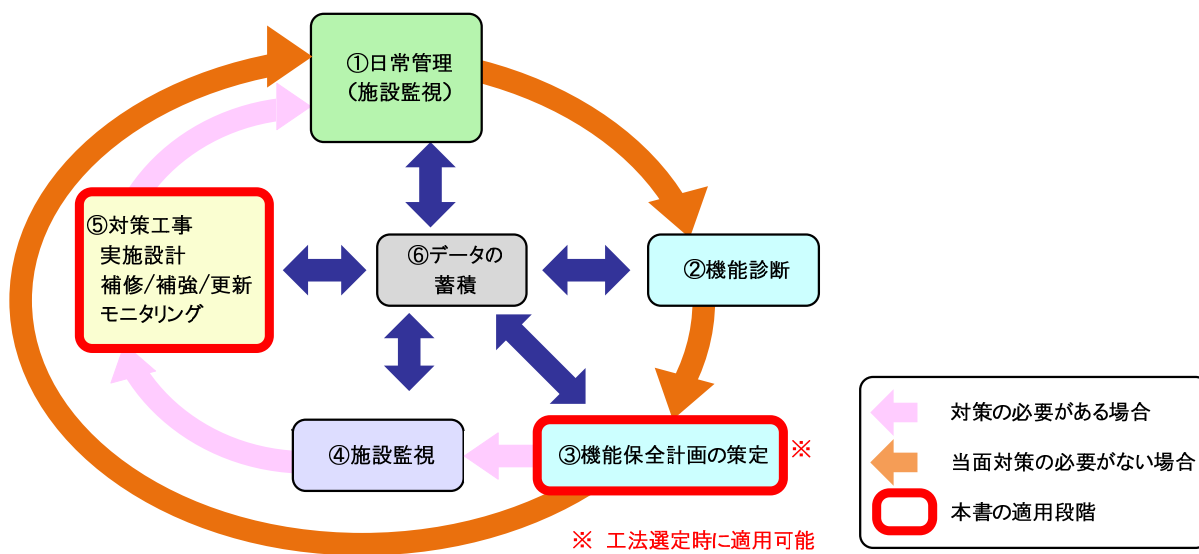 ①日常管理
(施設監視)
⑤対策工事
実施設計
補修/補強/更新
モニタリング
⑥データの
蓄積
②機能診断
④施設監視
③機能保全計画の策定
※
※ 工法選定時に適用可能
対策の必要がある場合
当面対策の必要がない場合
本書の適用段階